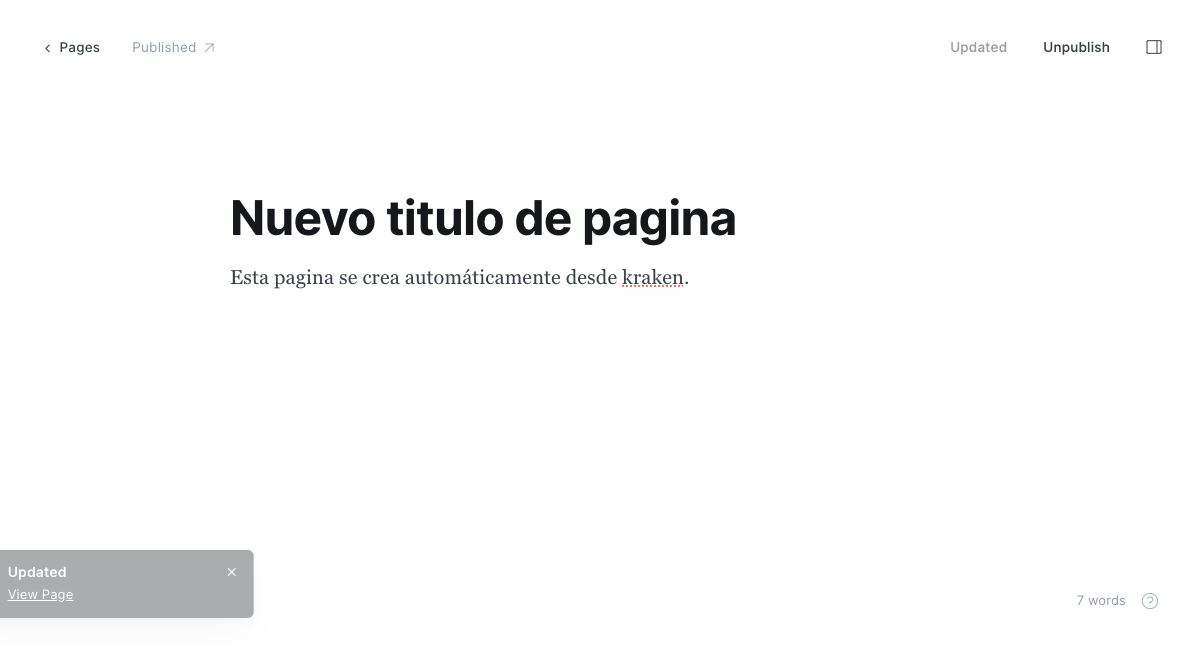 Pages
Published
Updated
Unpublish
Nuevo titulo de pagina
Esta pagina se crea automáticamente desde kraken.
Updated
View Page
7 words